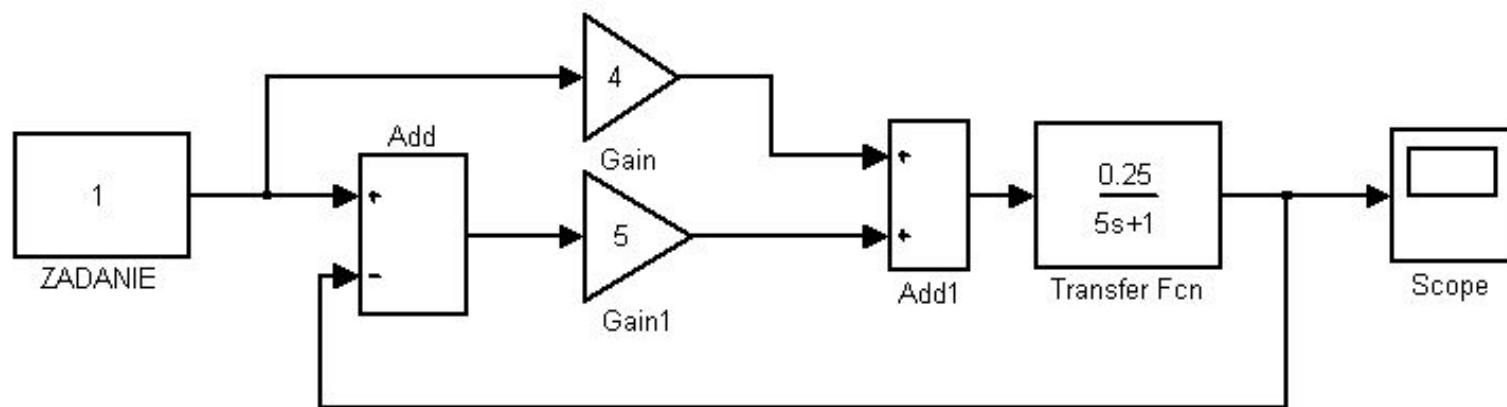 4
Gain
1
ZADANIE
Add
+
−
5
Gain1
+
+
Add1
0.25
5s+1
Transfer Fcn
Scope